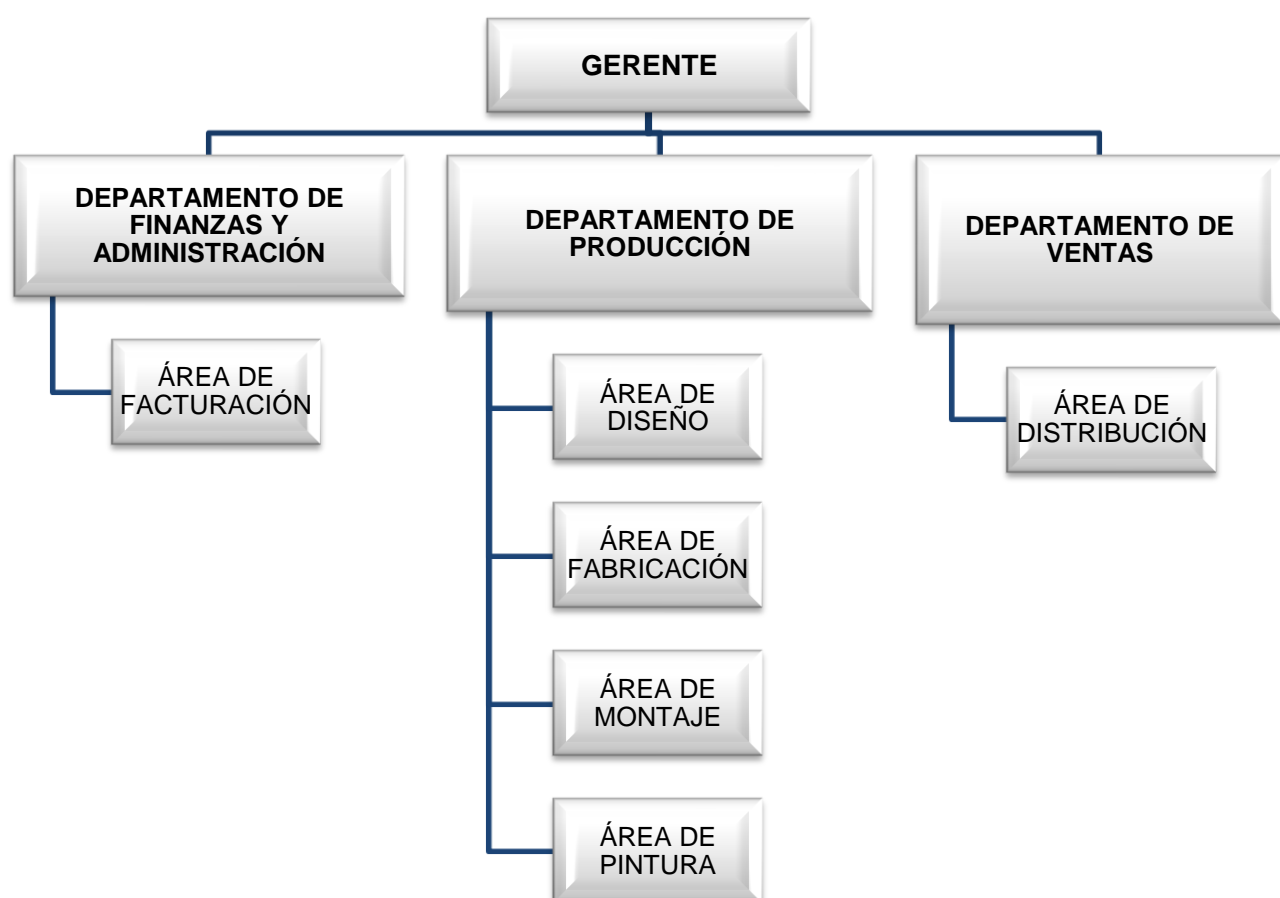 GERENTE
DEPARTAMENTO DE
FINANZAS Y
ADMINISTRACIÓN
DEPARTAMENTO DE
PRODUCCIÓN
DEPARTAMENTO DE
VENTAS
ÁREA DE
FACTURACIÓN
ÁREA DE
DISEÑO
ÁREA DE
FABRICACIÓN
ÁREA DE
MONTAJE
ÁREA DE
PINTURA
ÁREA DE
DISTRIBUCIÓN